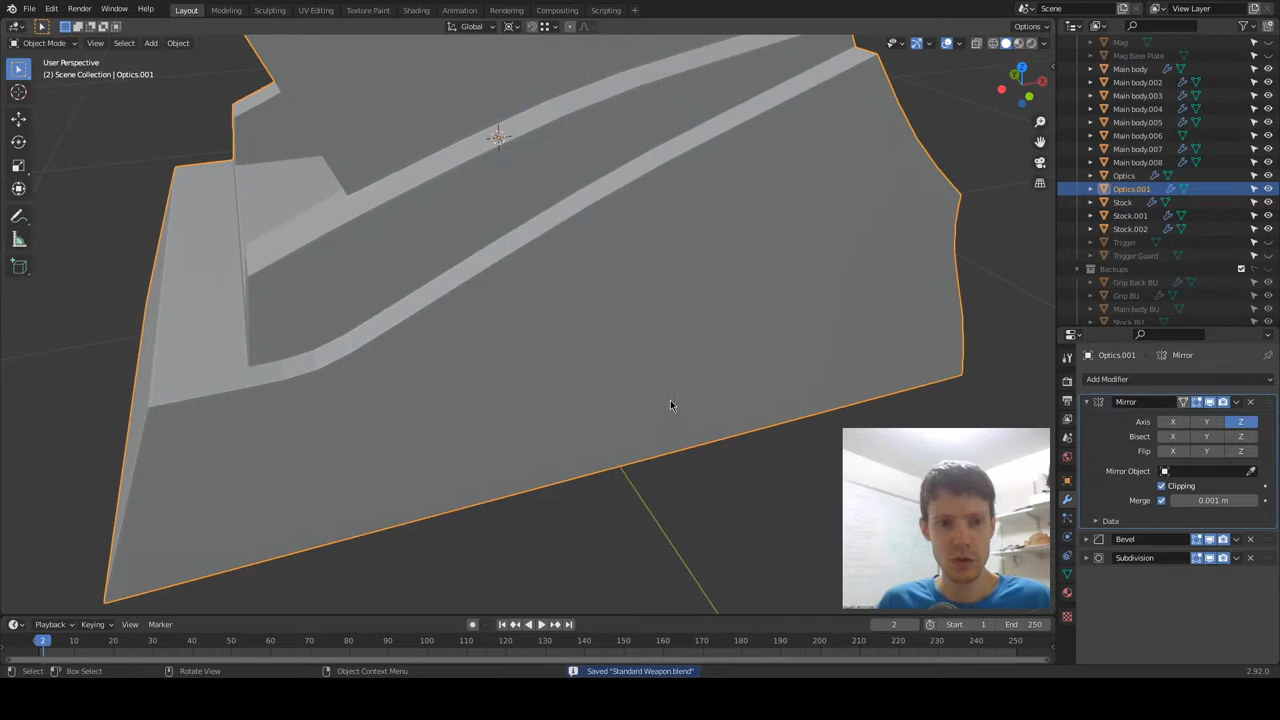 File Edit Render Window Help Layout Modeling Sculpting UV Editing Texture Paint Shading Animation Rendering Compositing Scripting + Scene View Layer
Global Options
Object Mode View Select Add Object
User Perspective
(2) Scene Collection | Optics.001
Z
Y
X
Mag
Mag Base Plate
Main body
Main body.002
Main body.003
Main body.004
Main body.005
Main body.006
Main body.007
Main body.008
Optics
Optics.001
Stock
Stock.001
Stock.002
Trigger
Trigger Guard
Backups
Grip Back BU
Grip BU
Main body BU
Stock BU
Optics.001 Mirror
Add Modifier
Mirror
Axis X Y Z
Bisect X Y Z
Flip X Y Z
Mirror Object
Clipping
Merge 0.001 m
Data
Bevel
Subdivision
Playback Keying View Marker 2 Start 1 End 250
2 10 20 30 40 50 60 70 80 90 100 110 120 130 140 150 160 170 180 190 200 210 220 230 240 250
Select Box Select Rotate View Object Context Menu Saved "Standard Weapon.blend" 2.92.0